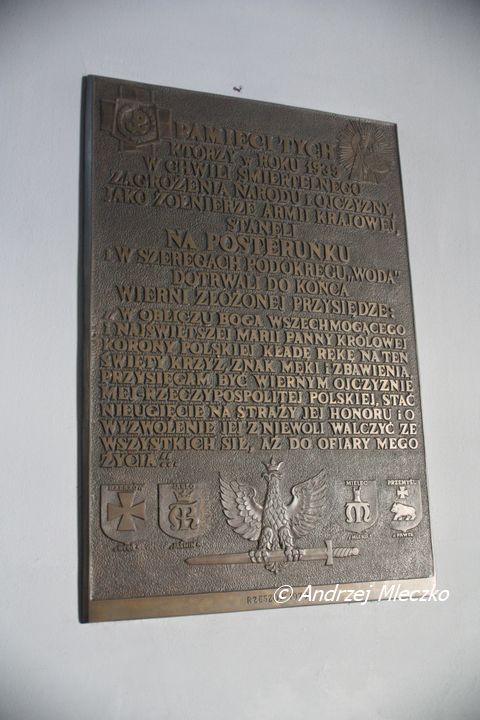 PAMIĘCI TYCH
KTÓRZY W ROKU 1939
W CHWILI ŚMIERTELNEGO
ZAGROŻENIA NARODU I OJCZYZNY,
JAKO ŻOŁNIERZE ARMII KRAJOWEJ,
STANĘLI
NA POSTERUNKU
I W SZEREGACH PODOKRĘGU „WODA"
DOTRWALI DO KOŃCA
WIERNI ZŁOŻONEJ PRZYSIĘDZE:
„W OBLICZU BOGA WSZECHMOGĄCEGO
I NAJŚWIĘTSZEJ MARII PANNY KRÓLOWEJ
KORONY POLSKIEJ KŁADĘ RĘKĘ NA TEN
ŚWIĘTY KRZYŻ, ZNAK MĘKI I ZBAWIENIA.
PRZYSIĘGAM BYĆ WIERNYM OJCZYŹNIE
MEJ, RZECZYPOSPOLITEJ POLSKIEJ, STAĆ
NIEUGIĘCIE NA STRAŻY JEJ HONORU I O
WYZWOLENIE JEJ Z NIEWOLI WALCZYĆ ZE
WSZYSTKICH SIŁ, AŻ DO OFIARY MEGO
ŻYCIA"...
RZESZÓW JASŁO MIELEC PRZEMYŚL
© Andrzej Mleczko